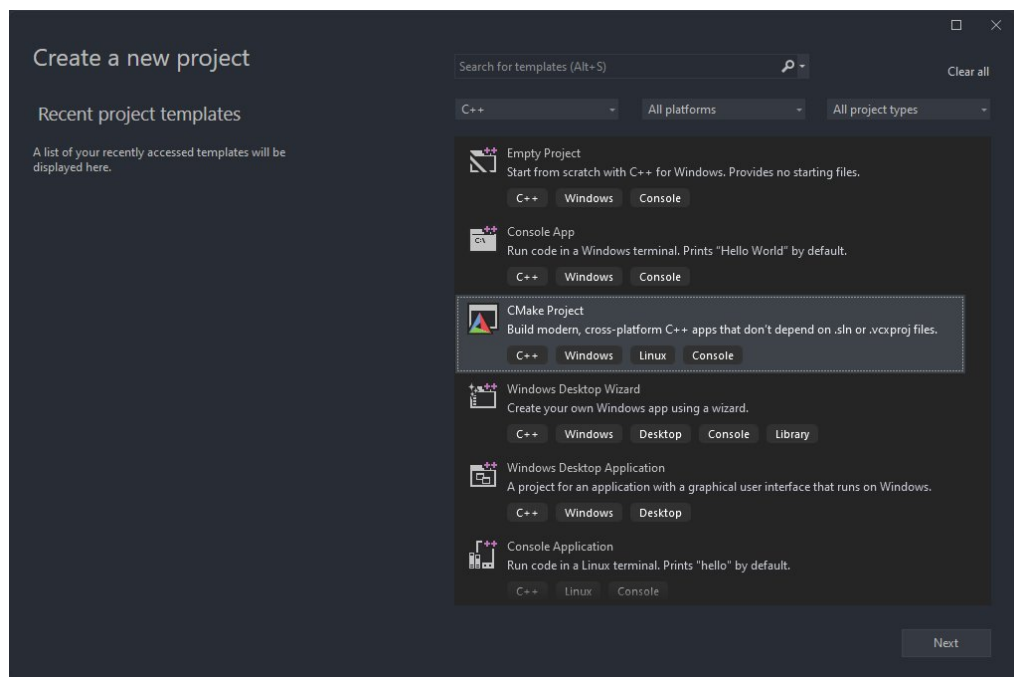 Create a new project
Recent project templates
A list of your recently accessed templates will be
displayed here.
Search for templates (Alt+S)
Clear all
C++
All platforms
All project types
Empty Project
Start from scratch with C++ for Windows. Provides no starting files.
C++ Windows Console
Console App
Run code in a Windows terminal. Prints "Hello World" by default.
C++ Windows Console
CMake Project
Build modern, cross-platform C++ apps that don't depend on .sln or .vcxproj files.
C++ Windows Linux Console
Windows Desktop Wizard
Create your own Windows app using a wizard.
C++ Windows Desktop Console Library
Windows Desktop Application
A project for an application with a graphical user interface that runs on Windows.
C++ Windows Desktop
Console Application
Run code in a Linux terminal. Prints "hello" by default.
C++ Linux Console
Next